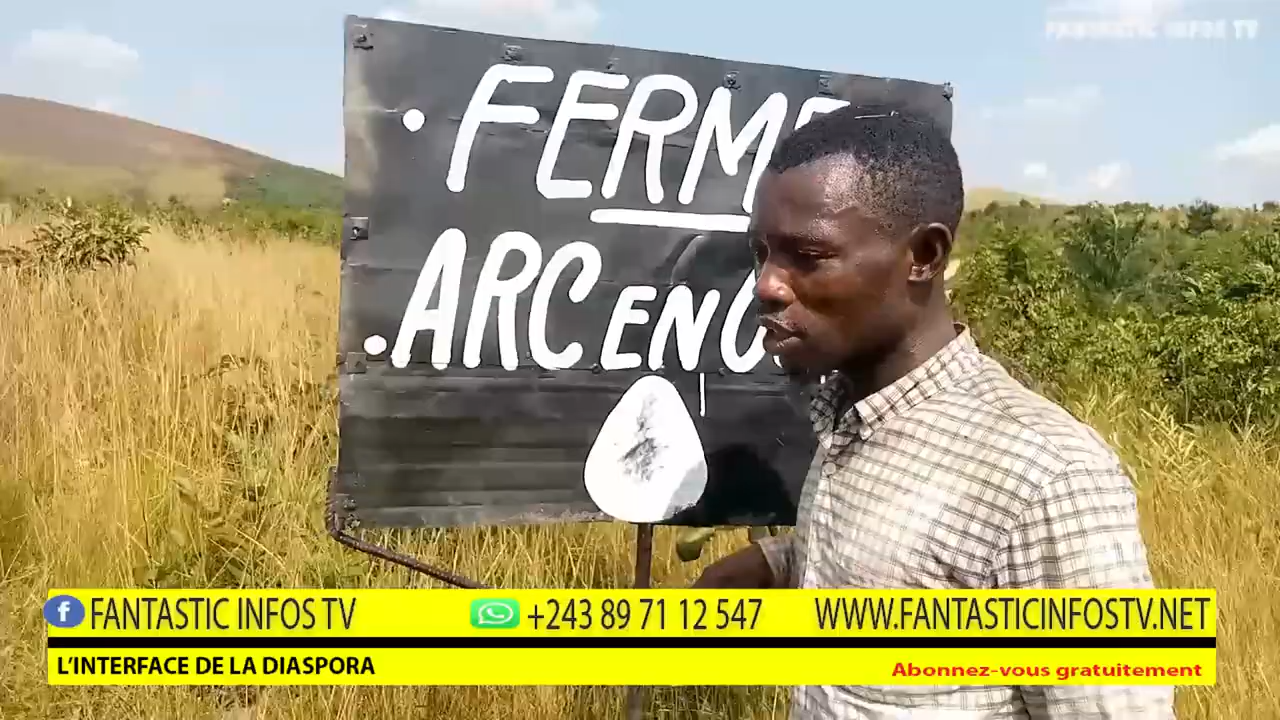 FANTASTIC INFOS TV
• FERME
• ARC EN
FANTASTIC INFOS TV
+243 89 71 12 547
WWW.FANTASTICINFOSTV.NET
L'INTERFACE DE LA DIASPORA
Abonnez-vous gratuitement